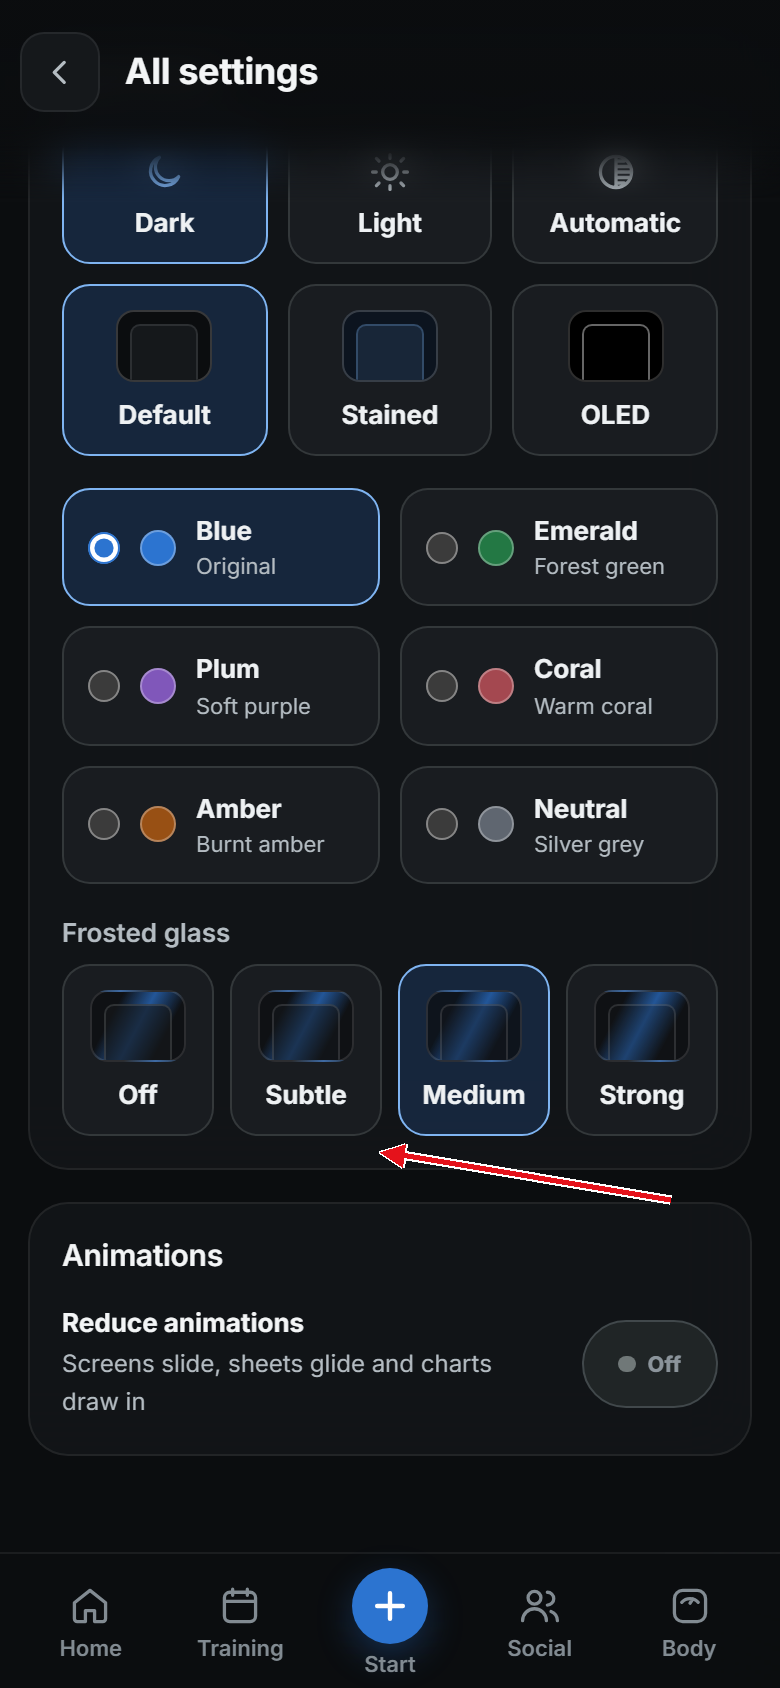 All settings
Dark
Light
Automatic
Default
Stained
OLED
Blue
Original
Emerald
Forest green
Plum
Soft purple
Coral
Warm coral
Amber
Burnt amber
Neutral
Silver grey
Frosted glass
Off
Subtle
Medium
Strong
Animations
Reduce animations
Screens slide, sheets glide and charts
draw in
Off
Home
Training
Start
Social
Body